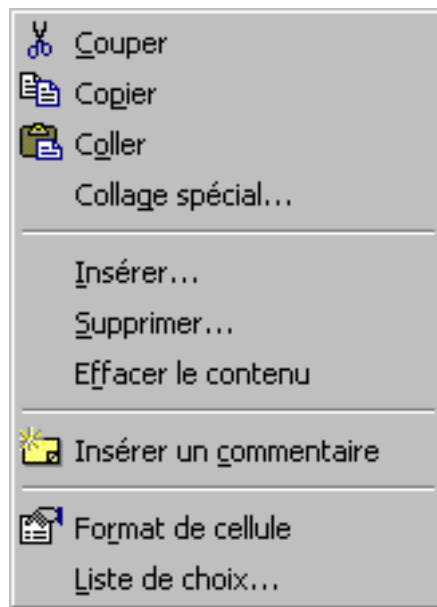 Couper
Copier
Coller
Collage spécial...
Insérer...
Supprimer...
Effacer le contenu
Insérer un commentaire
Format de cellule
Liste de choix...